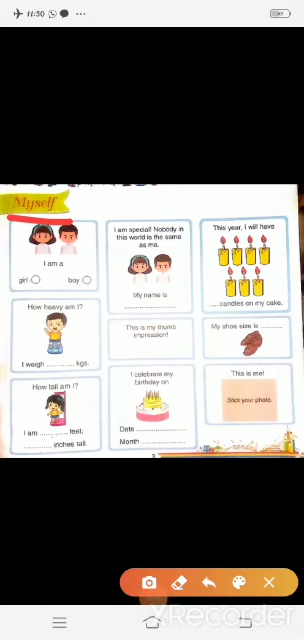 11:30
Myself
I am a
girl
boy
I am special! Nobody in
this world is the same
as me.
My name is
This year, I will have
..... candles on my cake.
How heavy am I?
I weigh ............. kgs.
This is my thumb
impression!
My shoe size is ..........
How tall am I?
I am .............. feet,
.............. inches tall.
I celebrate my
birthday on
Date
Month
This is me!
Stick your photo.
3
XRecorder